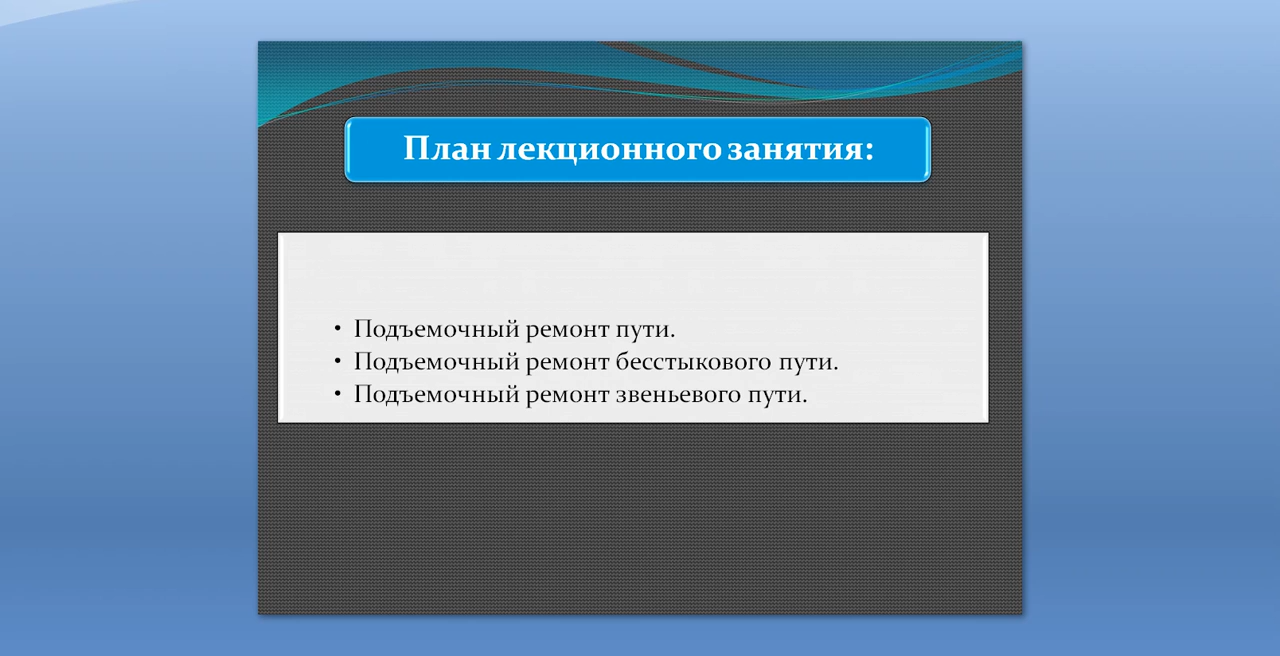 План лекционного занятия:
• Подъемочный ремонт пути.
• Подъемочный ремонт бесстыкового пути.
• Подъемочный ремонт звеньевого пути.